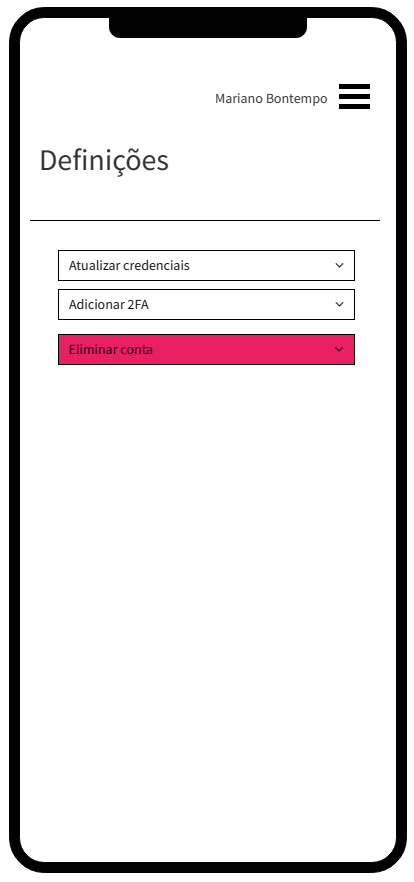 Mariano Bontempo
Definições
Atualizar credenciais
Adicionar 2FA
Eliminar conta